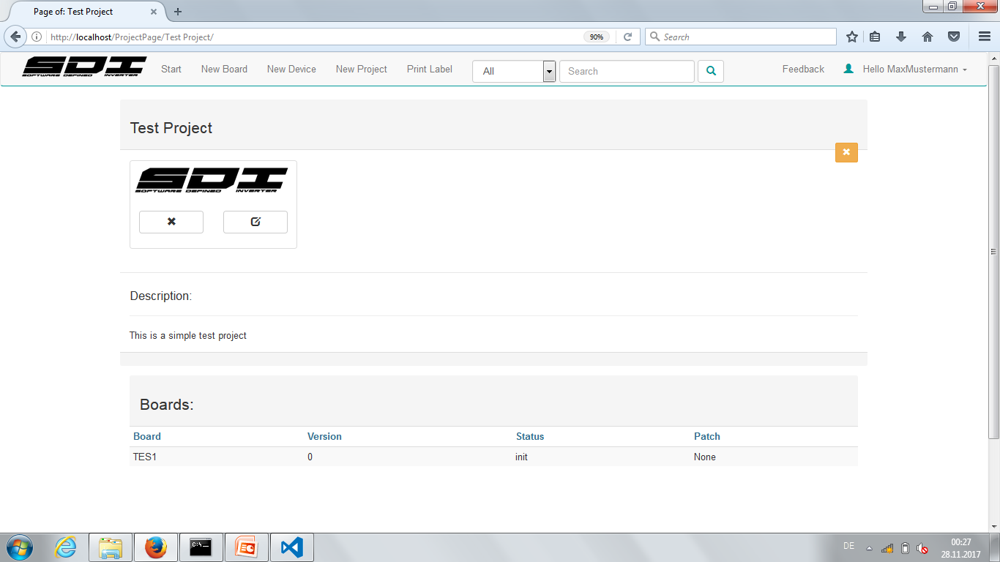 Page of: Test Project
http://localhost/ProjectPage/Test Project/
90%
Search
SDI
SOFTWARE DEFINED INVERTER
Start New Board New Device New Project Print Label All Search Feedback Hello MaxMustermann
Test Project
SDI
SOFTWARE DEFINED INVERTER
Description:
This is a simple test project
Boards:
Board Version Status Patch
TES1 0 init None
C:\_
DE
00:27
28.11.2017